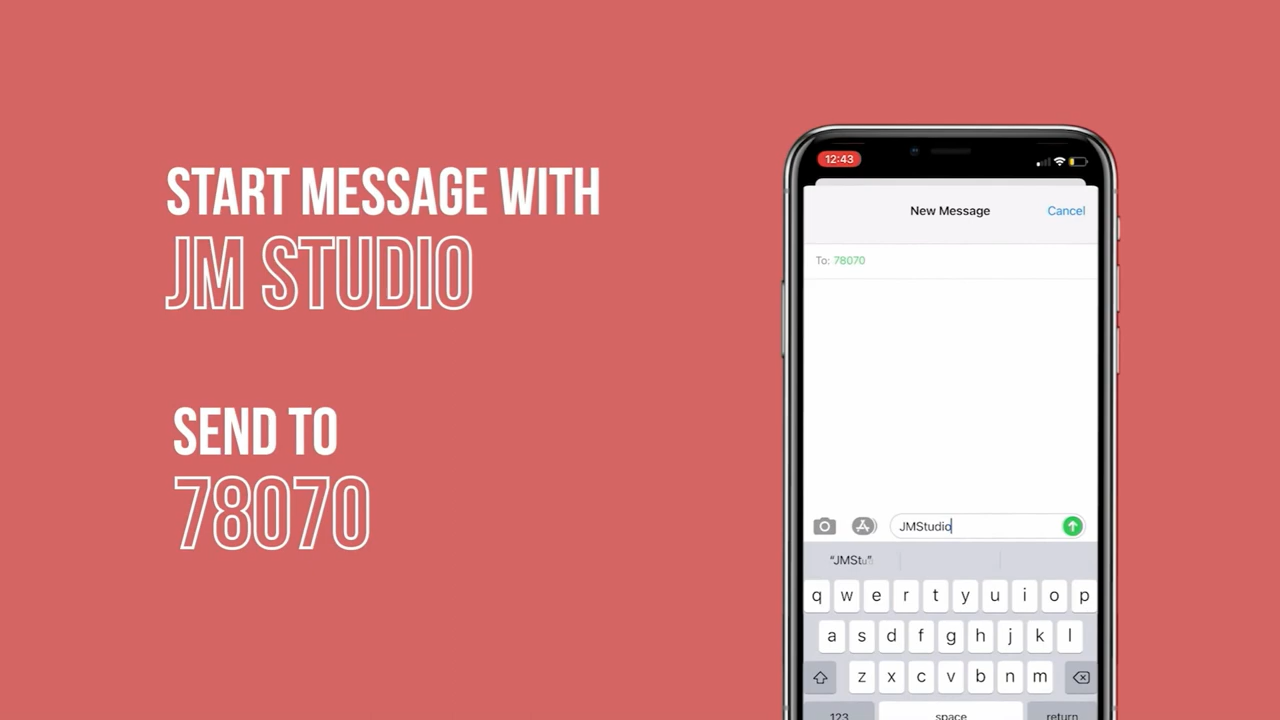 START MESSAGE WITH
JM STUDIO
SEND TO
78070
12:43
New Message
Cancel
To: 78070
JMStudio
“JMStu”
q w e r t y u i o p
a s d f g h j k l
z x c v b n m
123 space return